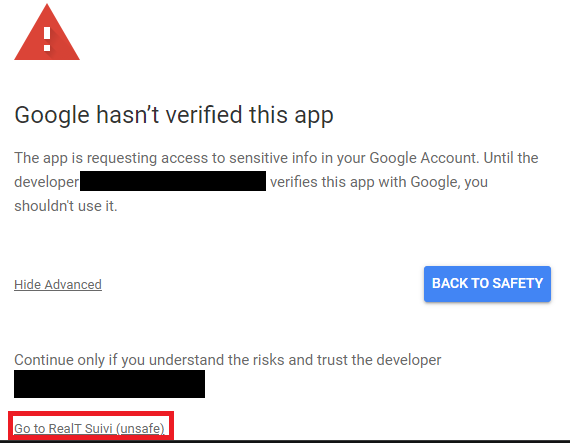 Google hasn't verified this app
The app is requesting access to sensitive info in your Google Account. Until the
developer verifies this app with Google, you
shouldn't use it.
Hide Advanced
BACK TO SAFETY
Continue only if you understand the risks and trust the developer
Go to RealT Suivi (unsafe)